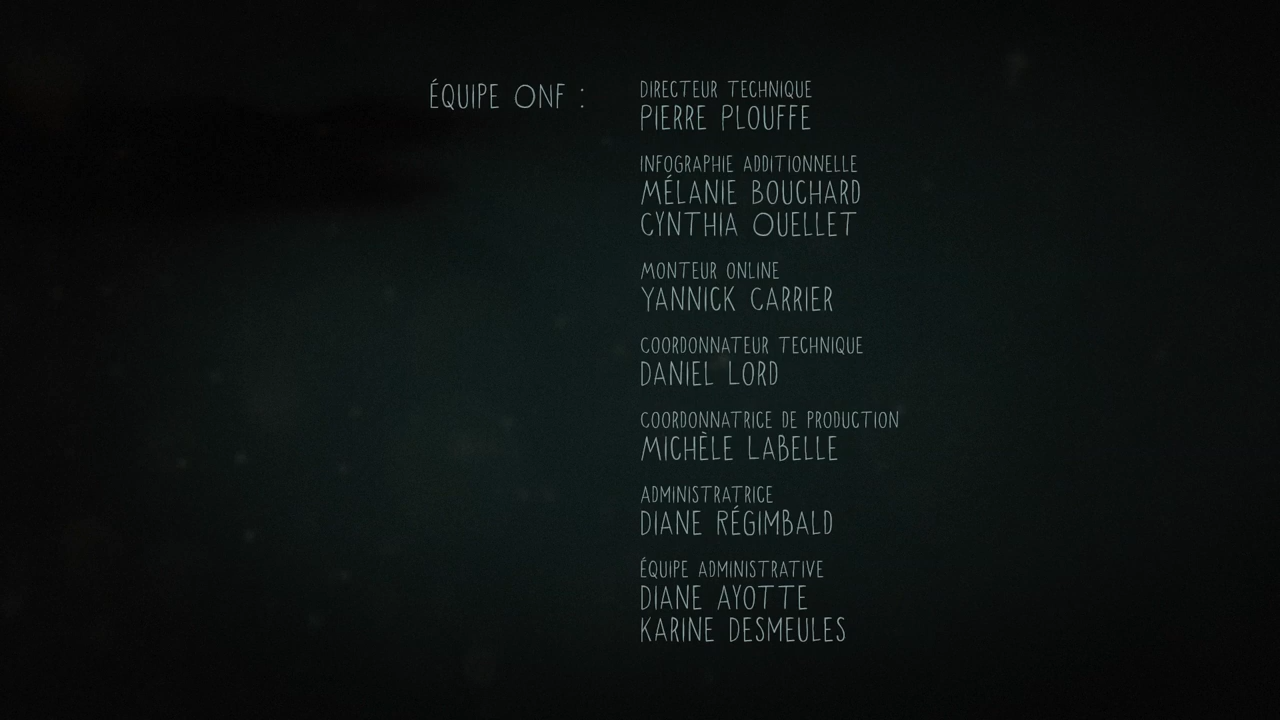 ÉQUIPE ONF :
DIRECTEUR TECHNIQUE
PIERRE PLOUFFE
INFOGRAPHIE ADDITIONNELLE
MÉLANIE BOUCHARD
CYNTHIA OUELLET
MONTEUR ONLINE
YANNICK CARRIER
COORDONNATEUR TECHNIQUE
DANIEL LORD
COORDONNATRICE DE PRODUCTION
MICHÈLE LABELLE
ADMINISTRATRICE
DIANE RÉGIMBALD
ÉQUIPE ADMINISTRATIVE
DIANE AYOTTE
KARINE DESMEULES